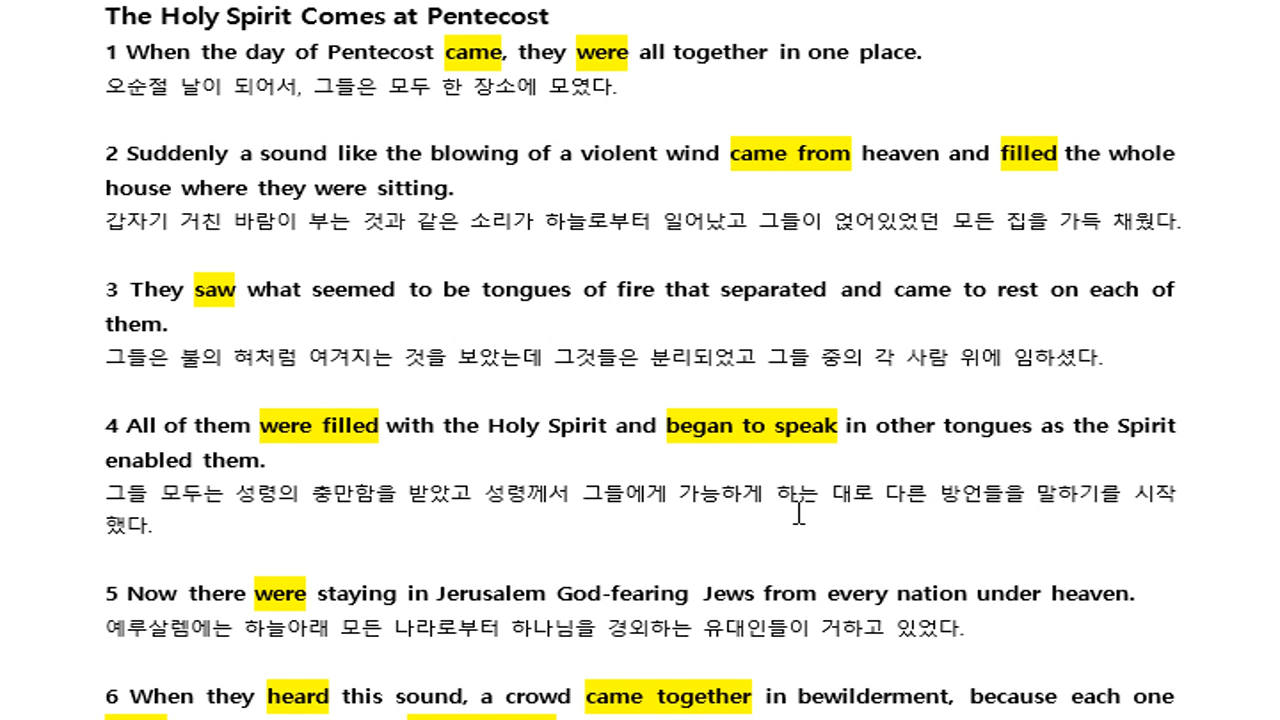 The Holy Spirit Comes at Pentecost
1 When the day of Pentecost came, they were all together in one place.
오순절 날이 되어서, 그들은 모두 한 장소에 모였다.
2 Suddenly a sound like the blowing of a violent wind came from heaven and filled the whole
house where they were sitting.
갑자기 거친 바람이 부는 것과 같은 소리가 하늘로부터 일어났고 그들이 앉어있었던 모든 집을 가득 채웠다.
3 They saw what seemed to be tongues of fire that separated and came to rest on each of
them.
그들은 불의 혀처럼 여겨지는 것을 보았는데 그것들은 분리되었고 그들 중의 각 사람 위에 임하셨다.
4 All of them were filled with the Holy Spirit and began to speak in other tongues as the Spirit
enabled them.
그들 모두는 성령의 충만함을 받았고 성령께서 그들에게 가능하게 하는 대로 다른 방언들을 말하기를 시작
했다.
5 Now there were staying in Jerusalem God-fearing Jews from every nation under heaven.
예루살렘에는 하늘아래 모든 나라로부터 하나님을 경외하는 유대인들이 거하고 있었다.
6 When they heard this sound, a crowd came together in bewilderment, because each one